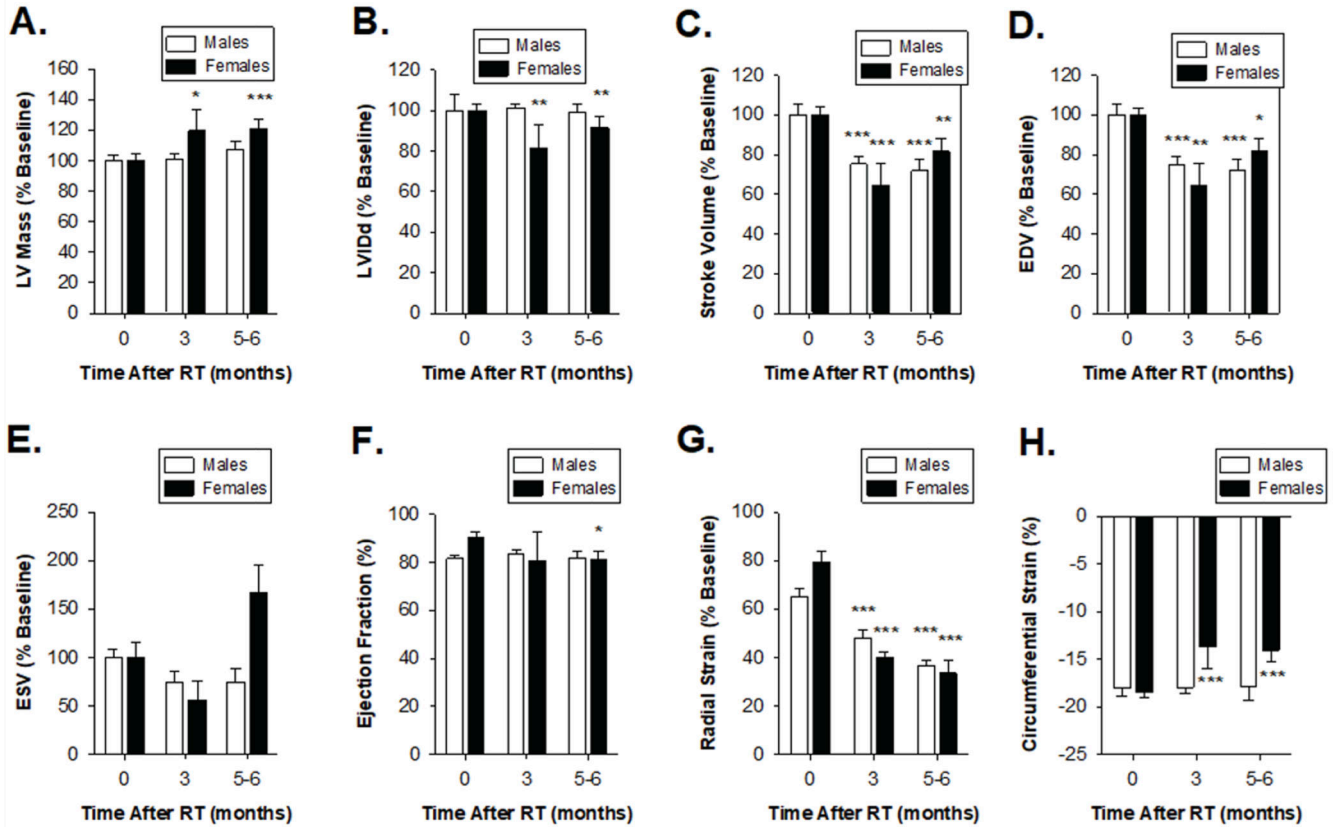 A.
Males
Females
LV Mass (% Baseline)
160
140
120
100
80
60
40
20
0
*
***
0
3
5-6
Time After RT (months)
B.
Males
Females
LVIDd (% Baseline)
120
100
80
60
40
20
0
**
**
0
3
5-6
Time After RT (months)
C.
Males
Females
Stroke Volume (% Baseline)
120
100
80
60
40
20
0
***
***
***
**
0
3
5-6
Time After RT (months)
D.
Males
Females
EDV (% Baseline)
120
100
80
60
40
20
0
***
**
***
*
0
3
5-6
Time After RT (months)
E.
Males
Females
ESV (% Baseline)
250
200
150
100
50
0
0
3
5-6
Time After RT (months)
F.
Males
Females
Ejection Fraction (%)
100
80
60
40
20
0
*
0
3
5-6
Time After RT (months)
G.
Males
Females
Radial Strain (% Baseline)
100
80
60
40
20
0
***
***
***
***
0
3
5-6
Time After RT (months)
H.
Males
Females
Circumferential Strain (%)
0
-5
-10
-15
-20
-25
***
***
0
3
5-6
Time After RT (months)